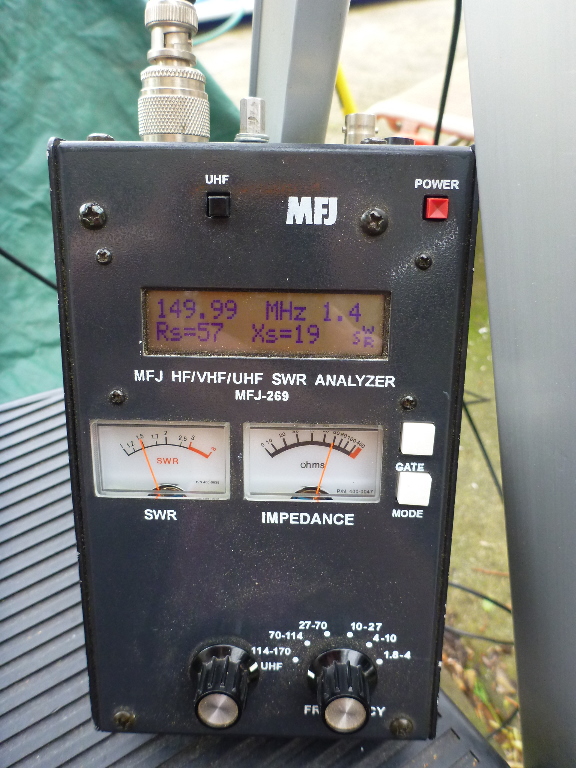 UHF
MFJ
POWER
149.99 MHz 1.4
Rs=57 Xs=19 SWR
MFJ HF/VHF/UHF SWR ANALYZER
MFJ-269
SWR
ohms
GATE
SWR
IMPEDANCE
MODE
27-70 10-27
70-114 4-10
114-170 1.8-4
UHF